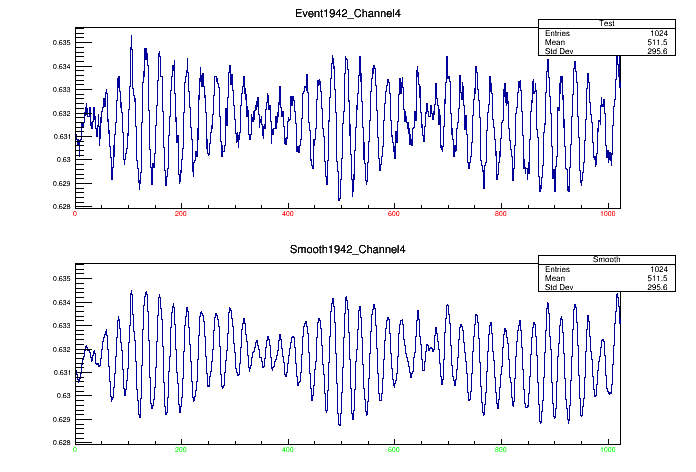 Event1942_Channel4
Test
Entries 1024
Mean 511.5
Std Dev 295.6
0.635
0.634
0.633
0.632
0.631
0.63
0.629
0.628
0 200 400 600 800 1000
Smooth1942_Channel4
Smooth
Entries 1024
Mean 511.5
Std Dev 295.6
0.635
0.634
0.633
0.632
0.631
0.63
0.629
0.628
0 200 400 600 800 1000